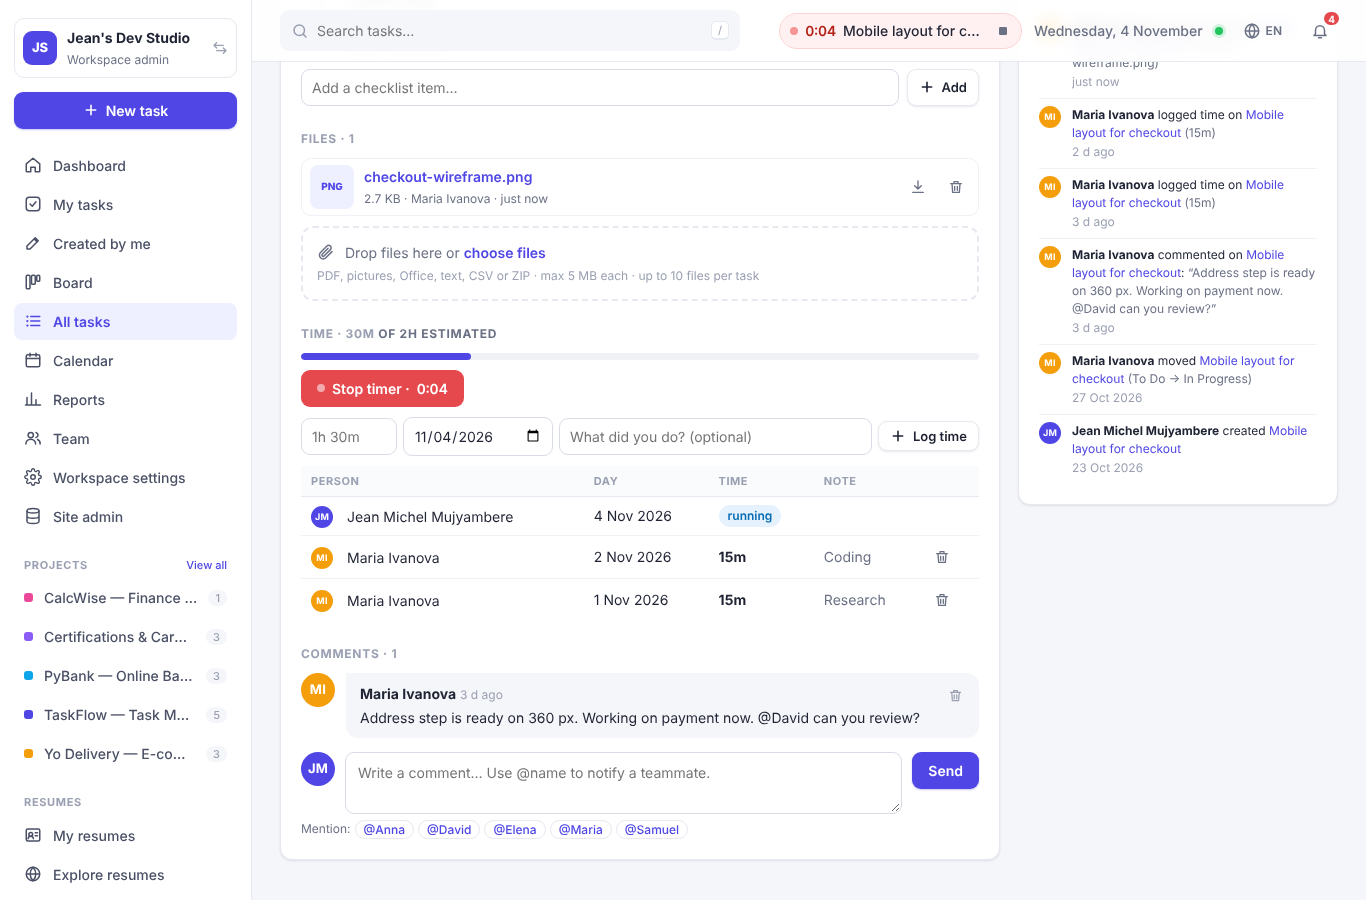 JS
Jean's Dev Studio
Workspace admin
+ New task
Dashboard
My tasks
Created by me
Board
All tasks
Calendar
Reports
Team
Workspace settings
Site admin
PROJECTS
View all
CalcWise — Finance ... 1
Certifications & Car... 3
PyBank — Online Ba... 3
TaskFlow — Task M... 5
Yo Delivery — E-co... 3
RESUMES
My resumes
Explore resumes
Search tasks... /
0:04 Mobile layout for c...
Wednesday, 4 November
EN
4
Add a checklist item...
+ Add
FILES · 1
PNG
checkout-wireframe.png
2.7 KB · Maria Ivanova · just now
Drop files here or choose files
PDF, pictures, Office, text, CSV or ZIP · max 5 MB each · up to 10 files per task
TIME · 30M OF 2H ESTIMATED
Stop timer · 0:04
1h 30m
11/04/2026
What did you do? (optional)
+ Log time
PERSON DAY TIME NOTE
JM Jean Michel Mujyambere 4 Nov 2026 running
MI Maria Ivanova 2 Nov 2026 15m Coding
MI Maria Ivanova 1 Nov 2026 15m Research
COMMENTS · 1
MI
Maria Ivanova 3 d ago
Address step is ready on 360 px. Working on payment now. @David can you review?
JM
Write a comment... Use @name to notify a teammate.
Send
Mention: @Anna @David @Elena @Maria @Samuel
wireframe.png)
just now
MI
Maria Ivanova logged time on Mobile
layout for checkout (15m)
2 d ago
MI
Maria Ivanova logged time on Mobile
layout for checkout (15m)
3 d ago
MI
Maria Ivanova commented on Mobile
layout for checkout: “Address step is ready
on 360 px. Working on payment now.
@David can you review?”
3 d ago
MI
Maria Ivanova moved Mobile layout for
checkout (To Do → In Progress)
27 Oct 2026
JM
Jean Michel Mujyambere created Mobile
layout for checkout
23 Oct 2026